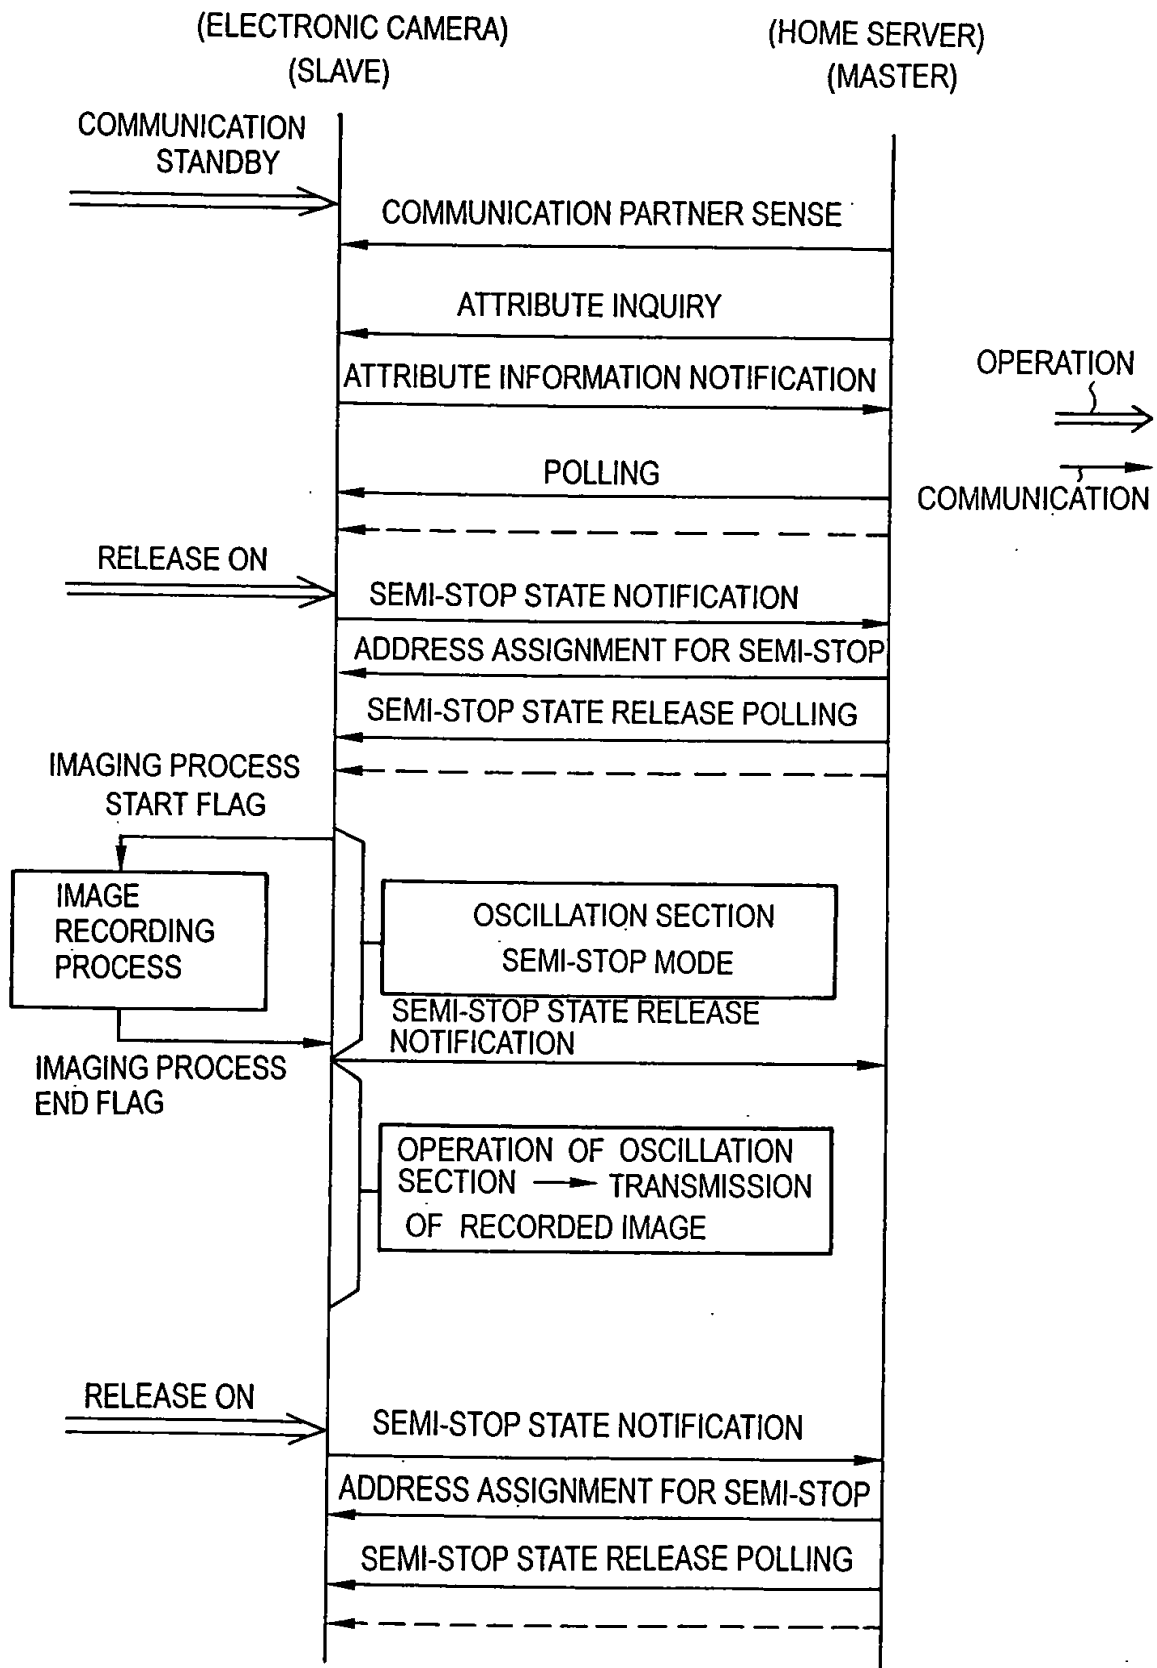 (ELECTRONIC CAMERA)
(SLAVE)
(HOME SERVER)
(MASTER)
COMMUNICATION
STANDBY
COMMUNICATION PARTNER SENSE
ATTRIBUTE INQUIRY
ATTRIBUTE INFORMATION NOTIFICATION
OPERATION
POLLING
COMMUNICATION
RELEASE ON
SEMI-STOP STATE NOTIFICATION
ADDRESS ASSIGNMENT FOR SEMI-STOP
SEMI-STOP STATE RELEASE POLLING
IMAGING PROCESS
START FLAG
IMAGE
RECORDING
PROCESS
OSCILLATION SECTION
SEMI-STOP MODE
SEMI-STOP STATE RELEASE
NOTIFICATION
IMAGING PROCESS
END FLAG
OPERATION OF OSCILLATION
SECTION → TRANSMISSION
OF RECORDED IMAGE
RELEASE ON
SEMI-STOP STATE NOTIFICATION
ADDRESS ASSIGNMENT FOR SEMI-STOP
SEMI-STOP STATE RELEASE POLLING